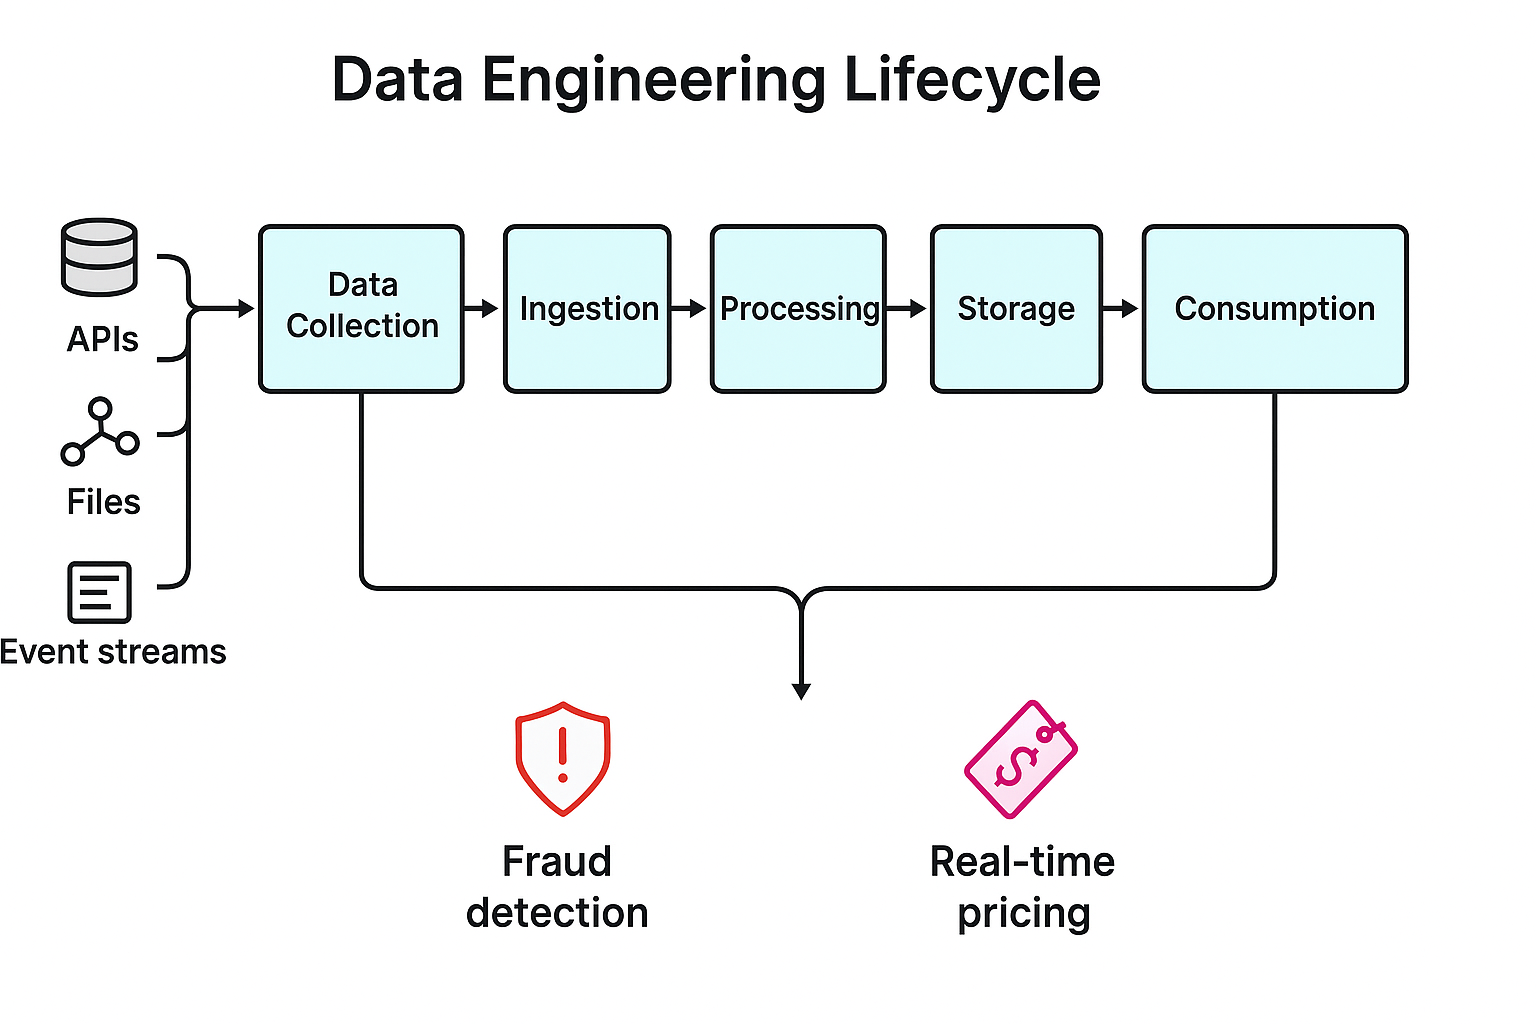 Data Engineering Lifecycle
APIs
Files
Event streams
Data
Collection
Ingestion
Processing
Storage
Consumption
Fraud
detection
Real-time
pricing